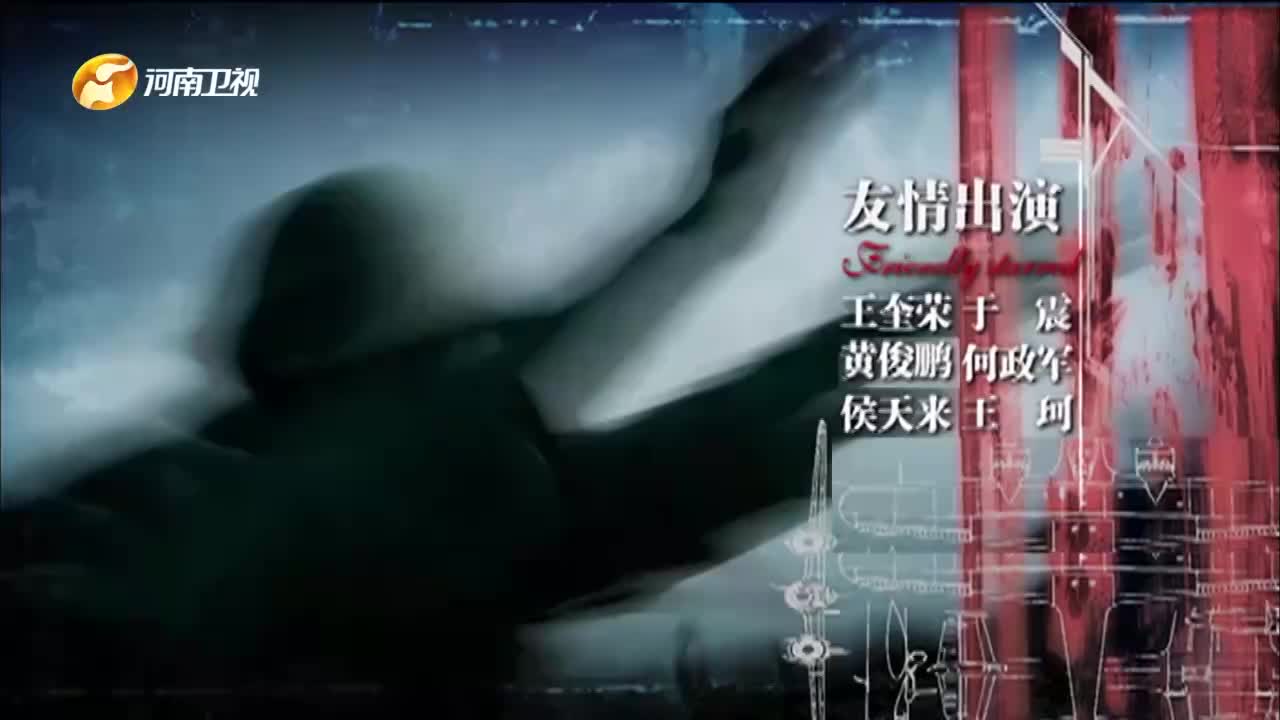 河南卫视
友情出演
Friendly starred
王奎荣 于　震
黄俊鹏 何政军
侯天来 王　珂